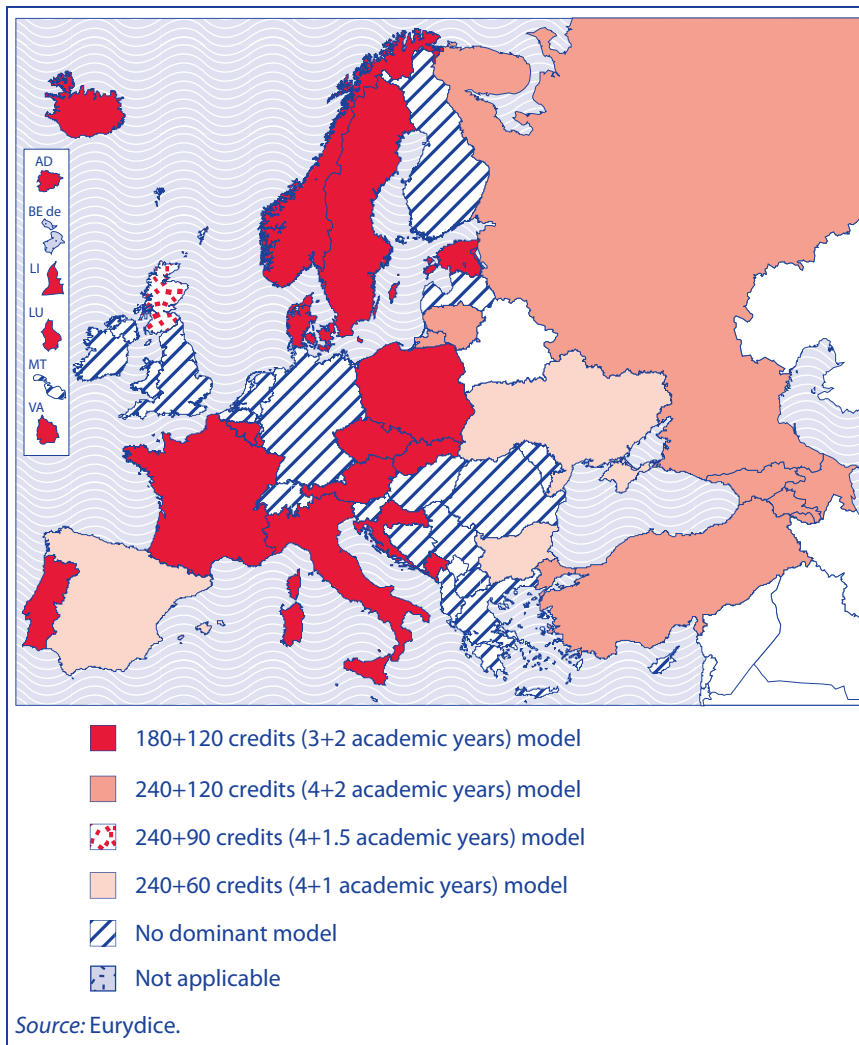 AD
BE de
LI
LU
MT
VA
180+120 credits (3+2 academic years) model
240+120 credits (4+2 academic years) model
240+90 credits (4+1.5 academic years) model
240+60 credits (4+1 academic years) model
No dominant model
Not applicable
Source: Eurydice.